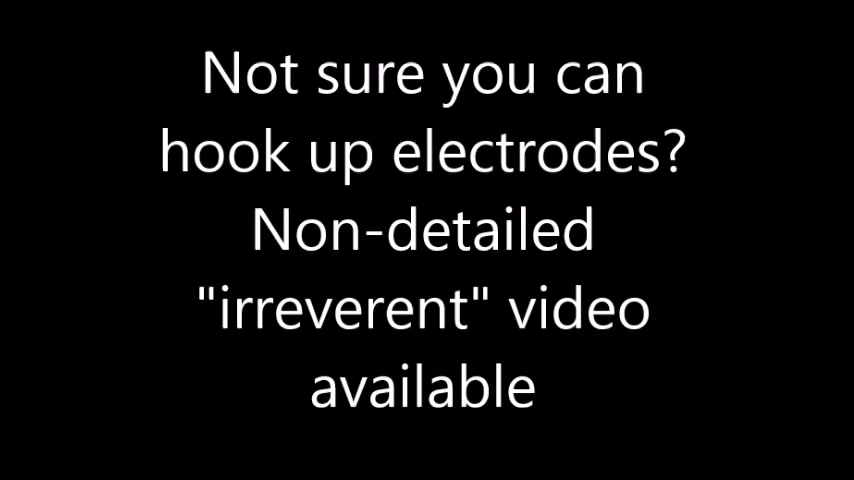 Not sure you can
hook up electrodes?
Non-detailed
"irreverent" video
available